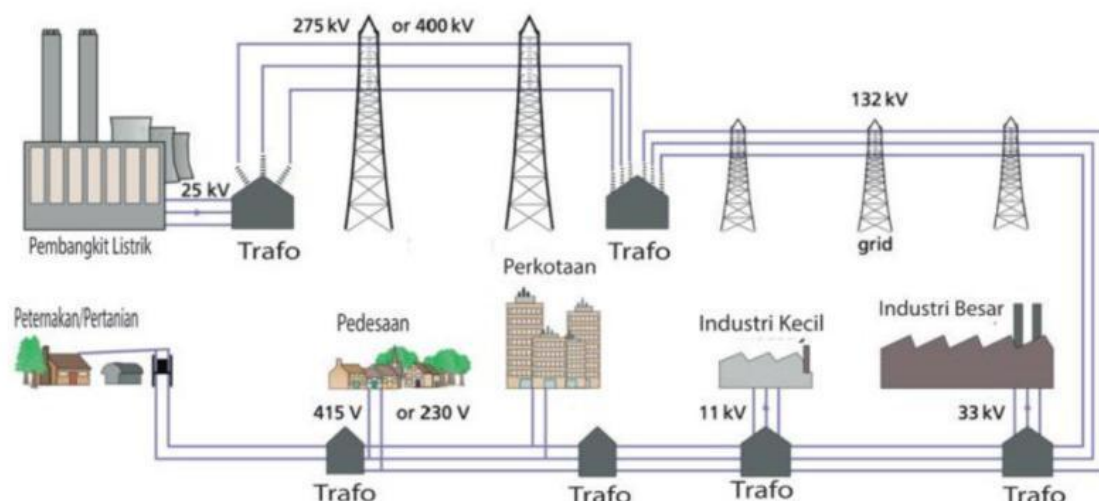 275 kV or 400 kV
132 kV
25 kV
Pembangkit Listrik
Trafo
Trafo
grid
Perkotaan
Peternakan/Pertanian
Pedesaan
Industri Kecil
Industri Besar
415 V or 230 V
11 kV
33 kV
Trafo
Trafo
Trafo
Trafo